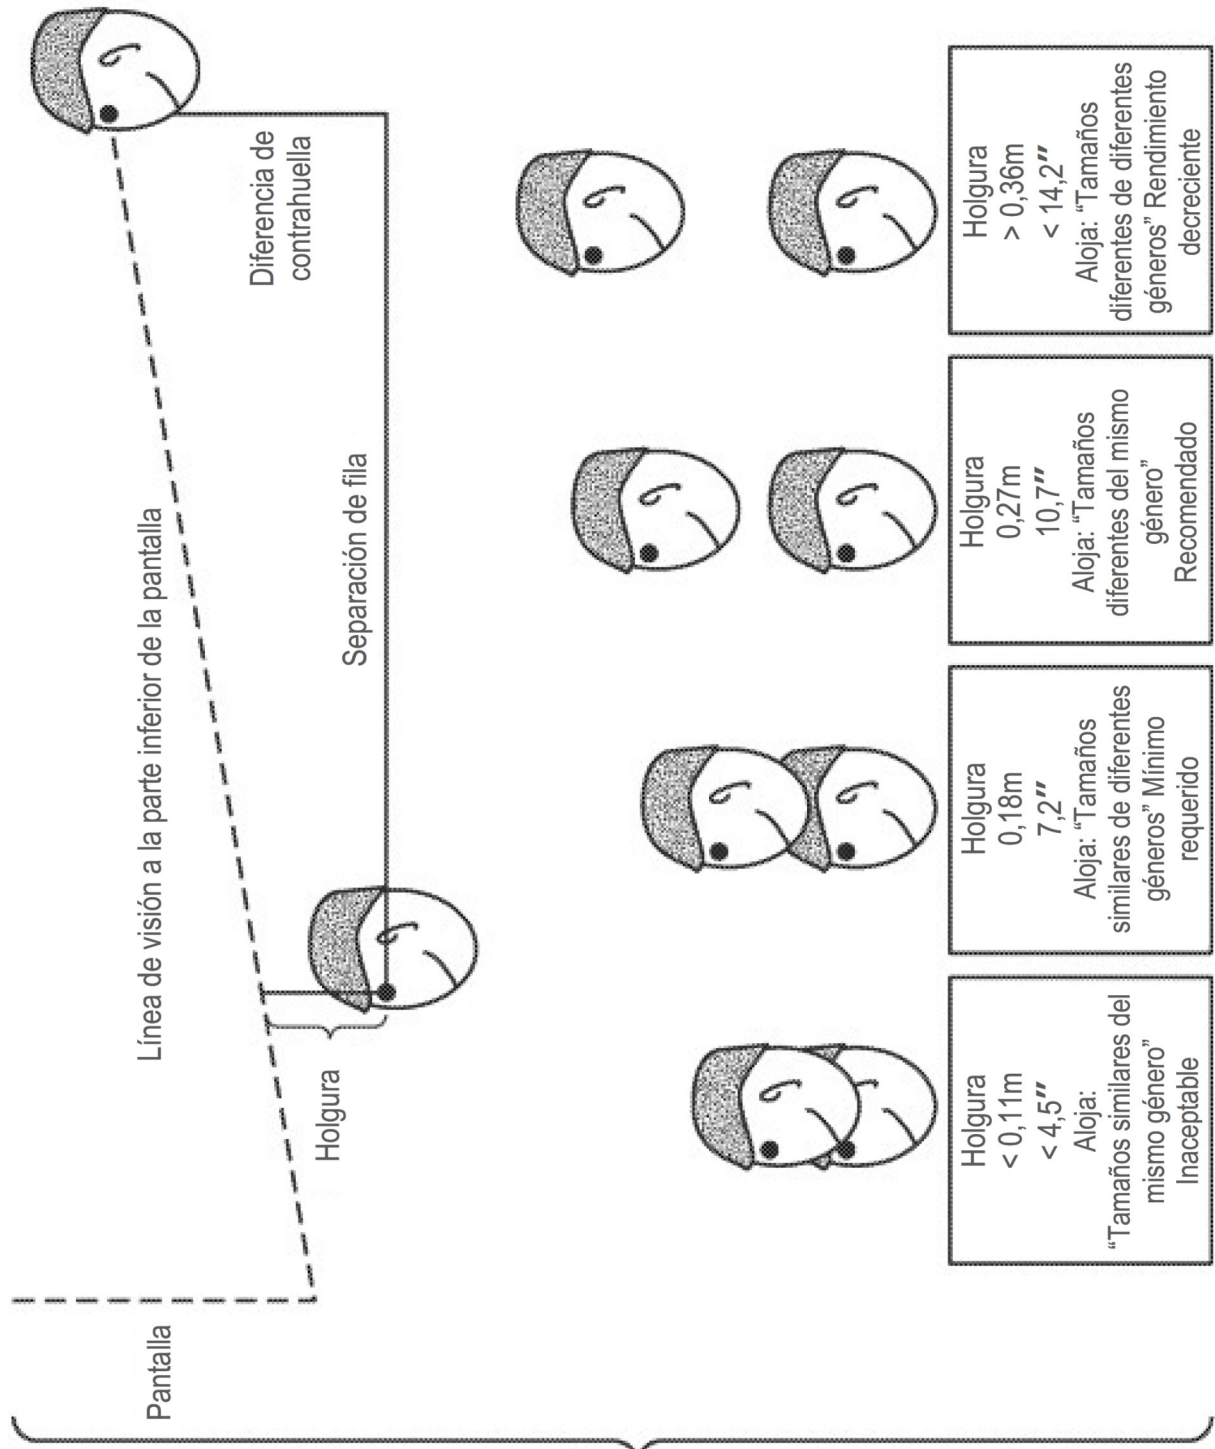 Pantalla
Línea de visión a la parte inferior de la pantalla
Holgura
Separación de fila
Diferencia de
contrahuella
Holgura
< 0,11m
< 4,5″
Aloja:
“Tamaños similares del
mismo género”
Inaceptable
Holgura
0,18m
7,2″
Aloja: “Tamaños
similares de diferentes
géneros” Mínimo
requerido
Holgura
0,27m
10,7″
Aloja: “Tamaños
diferentes del mismo
género”
Recomendado
Holgura
> 0,36m
< 14,2″
Aloja: “Tamaños
diferentes de diferentes
géneros” Rendimiento
decreciente